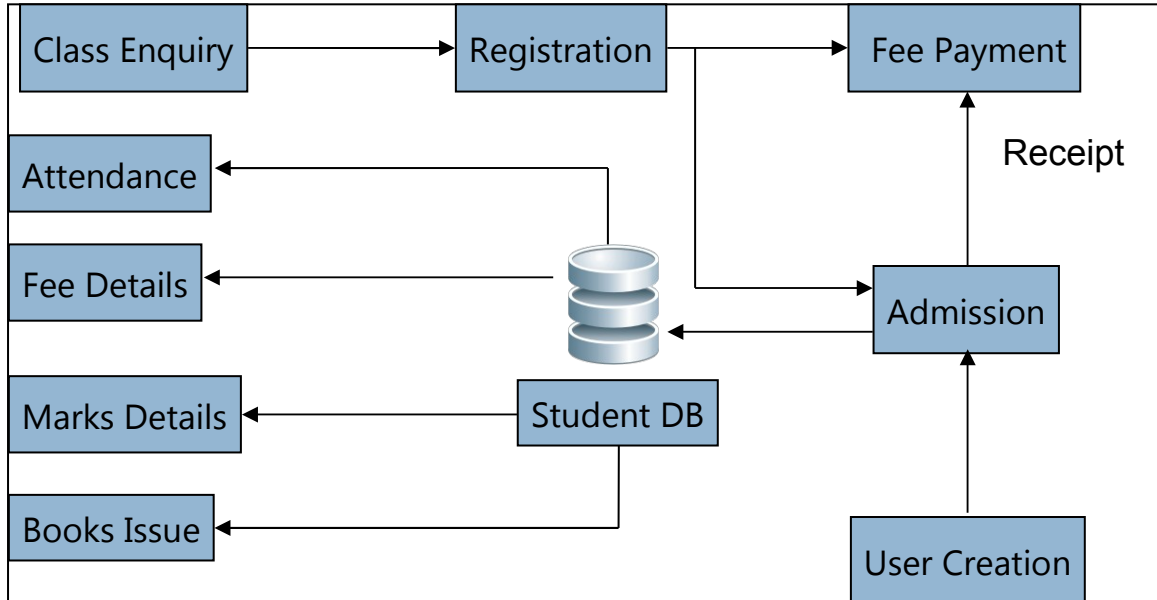 Class Enquiry
Registration
Fee Payment
Attendance
Receipt
Fee Details
Admission
Marks Details
Student DB
Books Issue
User Creation